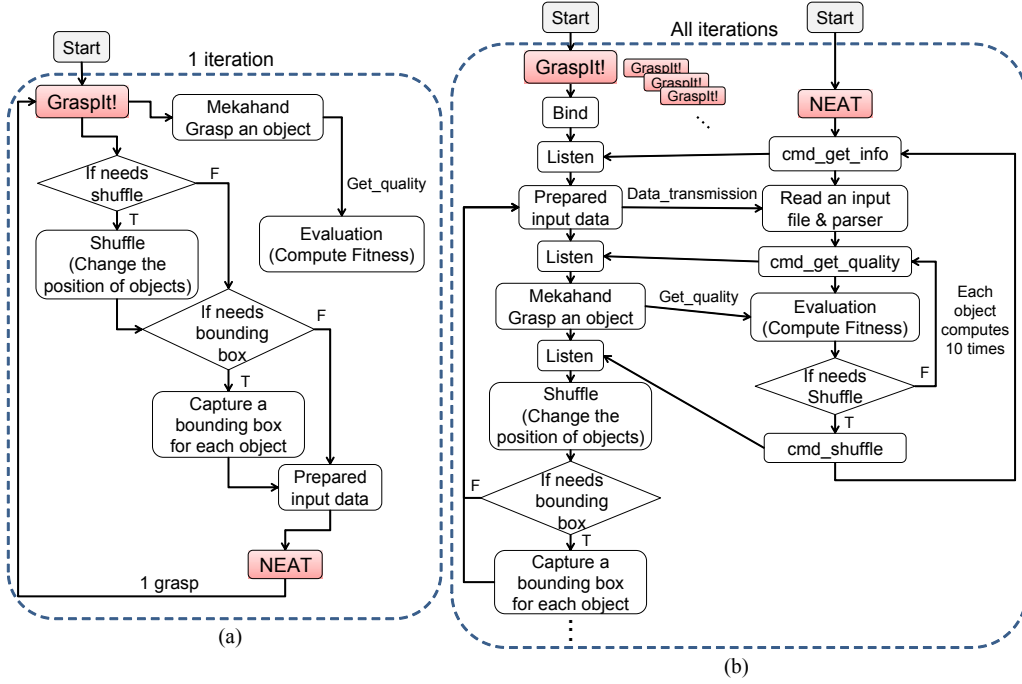 Start
1 iteration
GraspIt!
Mekahand
Grasp an object
If needs
shuffle
F
T
Get_quality
Shuffle
(Change the
position of objects)
Evaluation
(Compute Fitness)
If needs
bounding
box
F
T
Capture a
bounding box
for each object
Prepared
input data
NEAT
1 grasp
(a)
Start
Start
All iterations
GraspIt!
GraspIt!
GraspIt!
GraspIt!
NEAT
Bind
Listen
cmd_get_info
Prepared
input data
Data_transmission
Read an input
file & parser
Listen
cmd_get_quality
Mekahand
Grasp an object
Get_quality
Evaluation
(Compute Fitness)
Each
object
computes
10 times
Listen
If needs
Shuffle
F
T
Shuffle
(Change the
position of objects)
cmd_shuffle
If needs
bounding
box
F
T
Capture a
bounding box
for each object
(b)